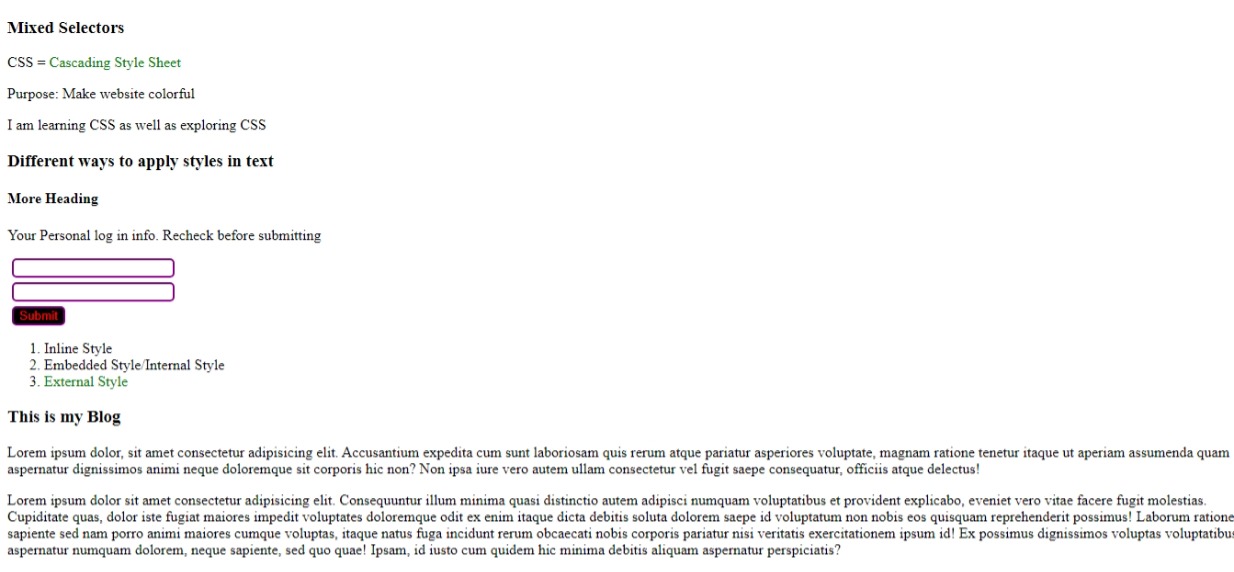 Mixed Selectors
CSS = Cascading Style Sheet
Purpose: Make website colorful
I am learning CSS as well as exploring CSS
Different ways to apply styles in text
More Heading
Your Personal log in info. Recheck before submitting
Submit
1. Inline Style
2. Embedded Style/Internal Style
3. External Style
This is my Blog
Lorem ipsum dolor, sit amet consectetur adipisicing elit. Accusantium expedita cum sunt laboriosam quis rerum atque pariatur asperiores voluptate, magnam ratione tenetur itaque ut aperiam assumenda quam
aspernatur dignissimos animi neque doloremque sit corporis hic non? Non ipsa iure vero autem ullam consectetur vel fugit saepe consequatur, officiis atque delectus!
Lorem ipsum dolor sit amet consectetur adipisicing elit. Consequuntur illum minima quasi distinctio autem adipisci numquam voluptatibus et provident explicabo, eveniet vero vitae facere fugit molestias.
Cupiditate quas, dolor iste fugiat maiores impedit voluptates doloremque odit ex enim itaque dicta debitis soluta dolorem saepe id voluptatum non nobis eos quisquam reprehenderit possimus! Laborum ratione
sapiente sed nam porro animi maiores cumque voluptas, itaque natus fuga incidunt rerum obcaecati nobis corporis pariatur nisi veritatis exercitationem ipsum id! Ex possimus dignissimos voluptas voluptatibus
aspernatur numquam dolorem, neque sapiente, sed quo quae! Ipsam, id iusto cum quidem hic minima debitis aliquam aspernatur perspiciatis?